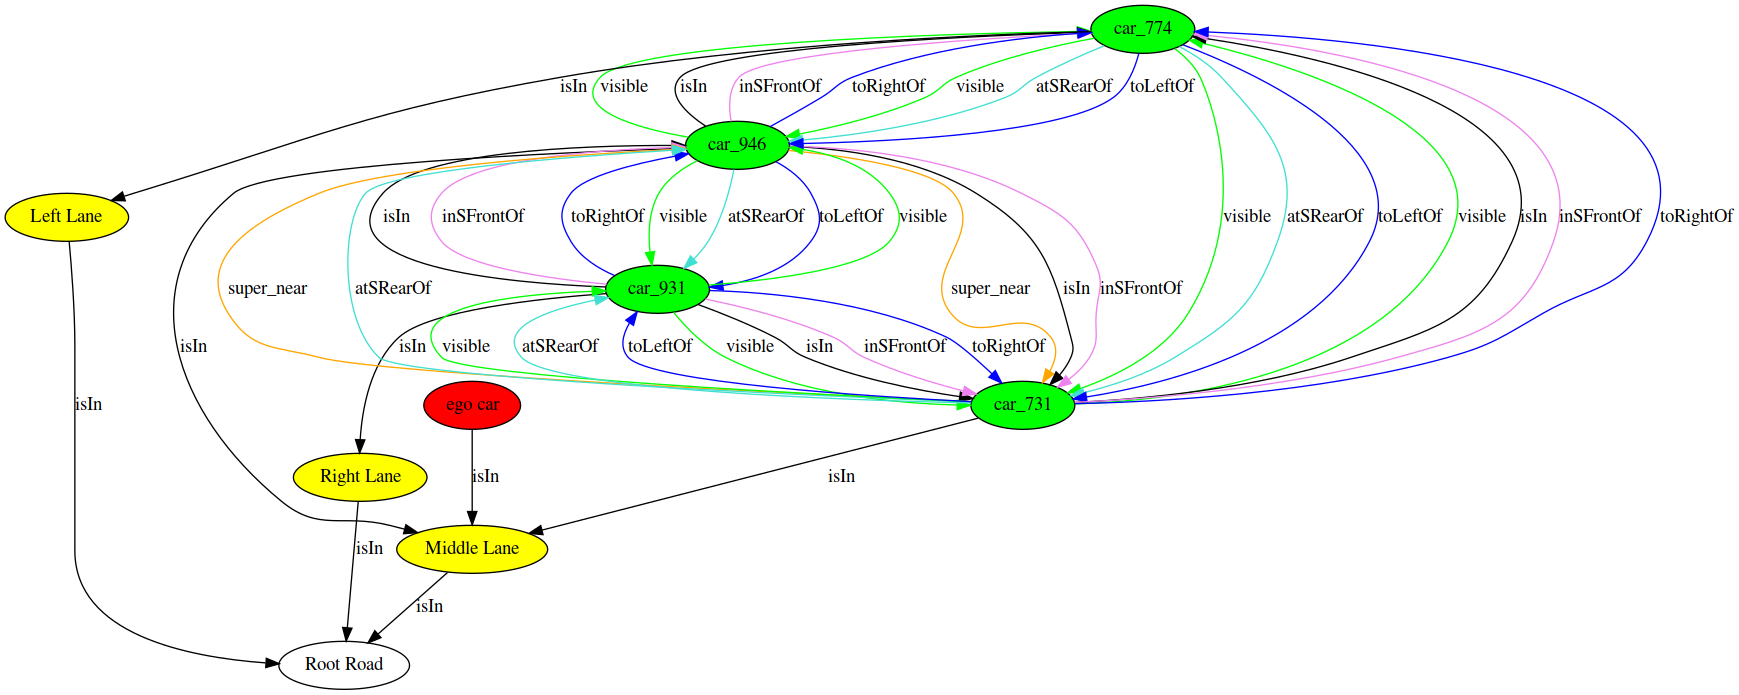 car_774
isIn visible isIn inSFrontOf toRightOf visible atSRearOf toLeftOf
car_946
Left Lane isIn inSFrontOf toRightOf visible atSRearOf toLeftOf visible visible atSRearOf toLeftOf visible isIn inSFrontOf toRightOf
super_near atSRearOf car_931 super_near isIn inSFrontOf
isIn isIn visible atSRearOf toLeftOf visible isIn inSFrontOf toRightOf
isIn ego car car_731
Right Lane isIn isIn
isIn Middle Lane
isIn
Root Road